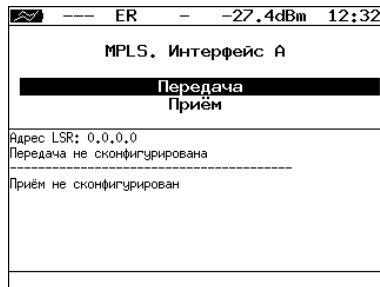 --- ER - -27.4dBm 12:32
MPLS. Интерфейс A
Передача
Приём
Адрес LSR: 0.0.0.0
Передача не сконфигурирована
----------------------------------------
Приём не сконфигурирован